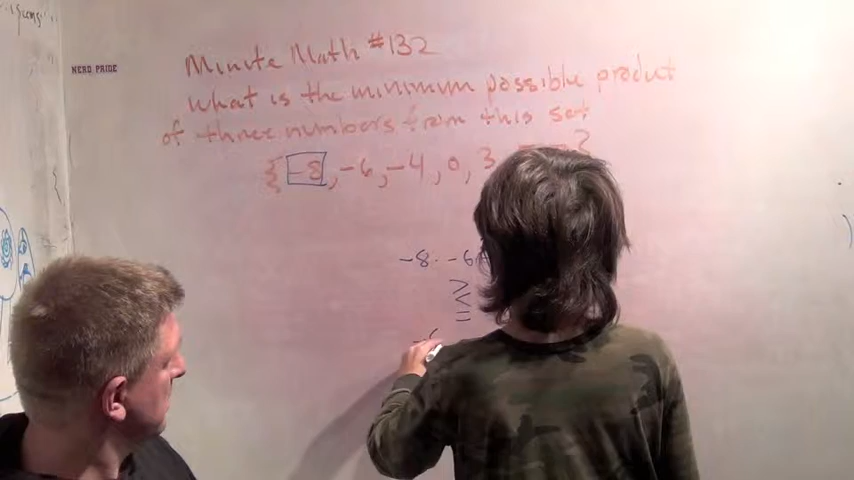 NERD PRIDE
Minute Math #132
what is the minimum possible product
of three numbers from this set
{-8, -6, -4, 0, 3,
-8 · -6
≥
≤
=